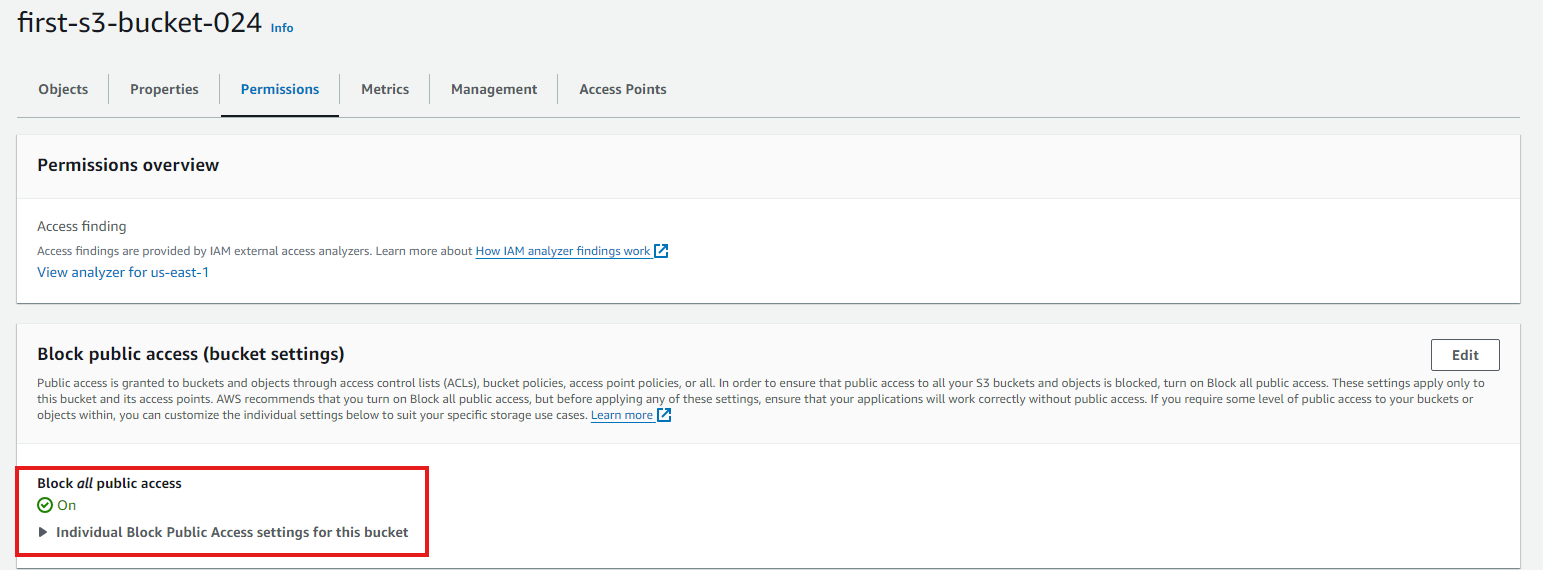 first-s3-bucket-024 Info
Objects Properties Permissions Metrics Management Access Points
Permissions overview
Access finding
Access findings are provided by IAM external access analyzers. Learn more about How IAM analyzer findings work
View analyzer for us-east-1
Block public access (bucket settings)
Edit
Public access is granted to buckets and objects through access control lists (ACLs), bucket policies, access point policies, or all. In order to ensure that public access to all your S3 buckets and objects is blocked, turn on Block all public access. These settings apply only to
this bucket and its access points. AWS recommends that you turn on Block all public access, but before applying any of these settings, ensure that your applications will work correctly without public access. If you require some level of public access to your buckets or
objects within, you can customize the individual settings below to suit your specific storage use cases. Learn more
Block all public access
On
Individual Block Public Access settings for this bucket